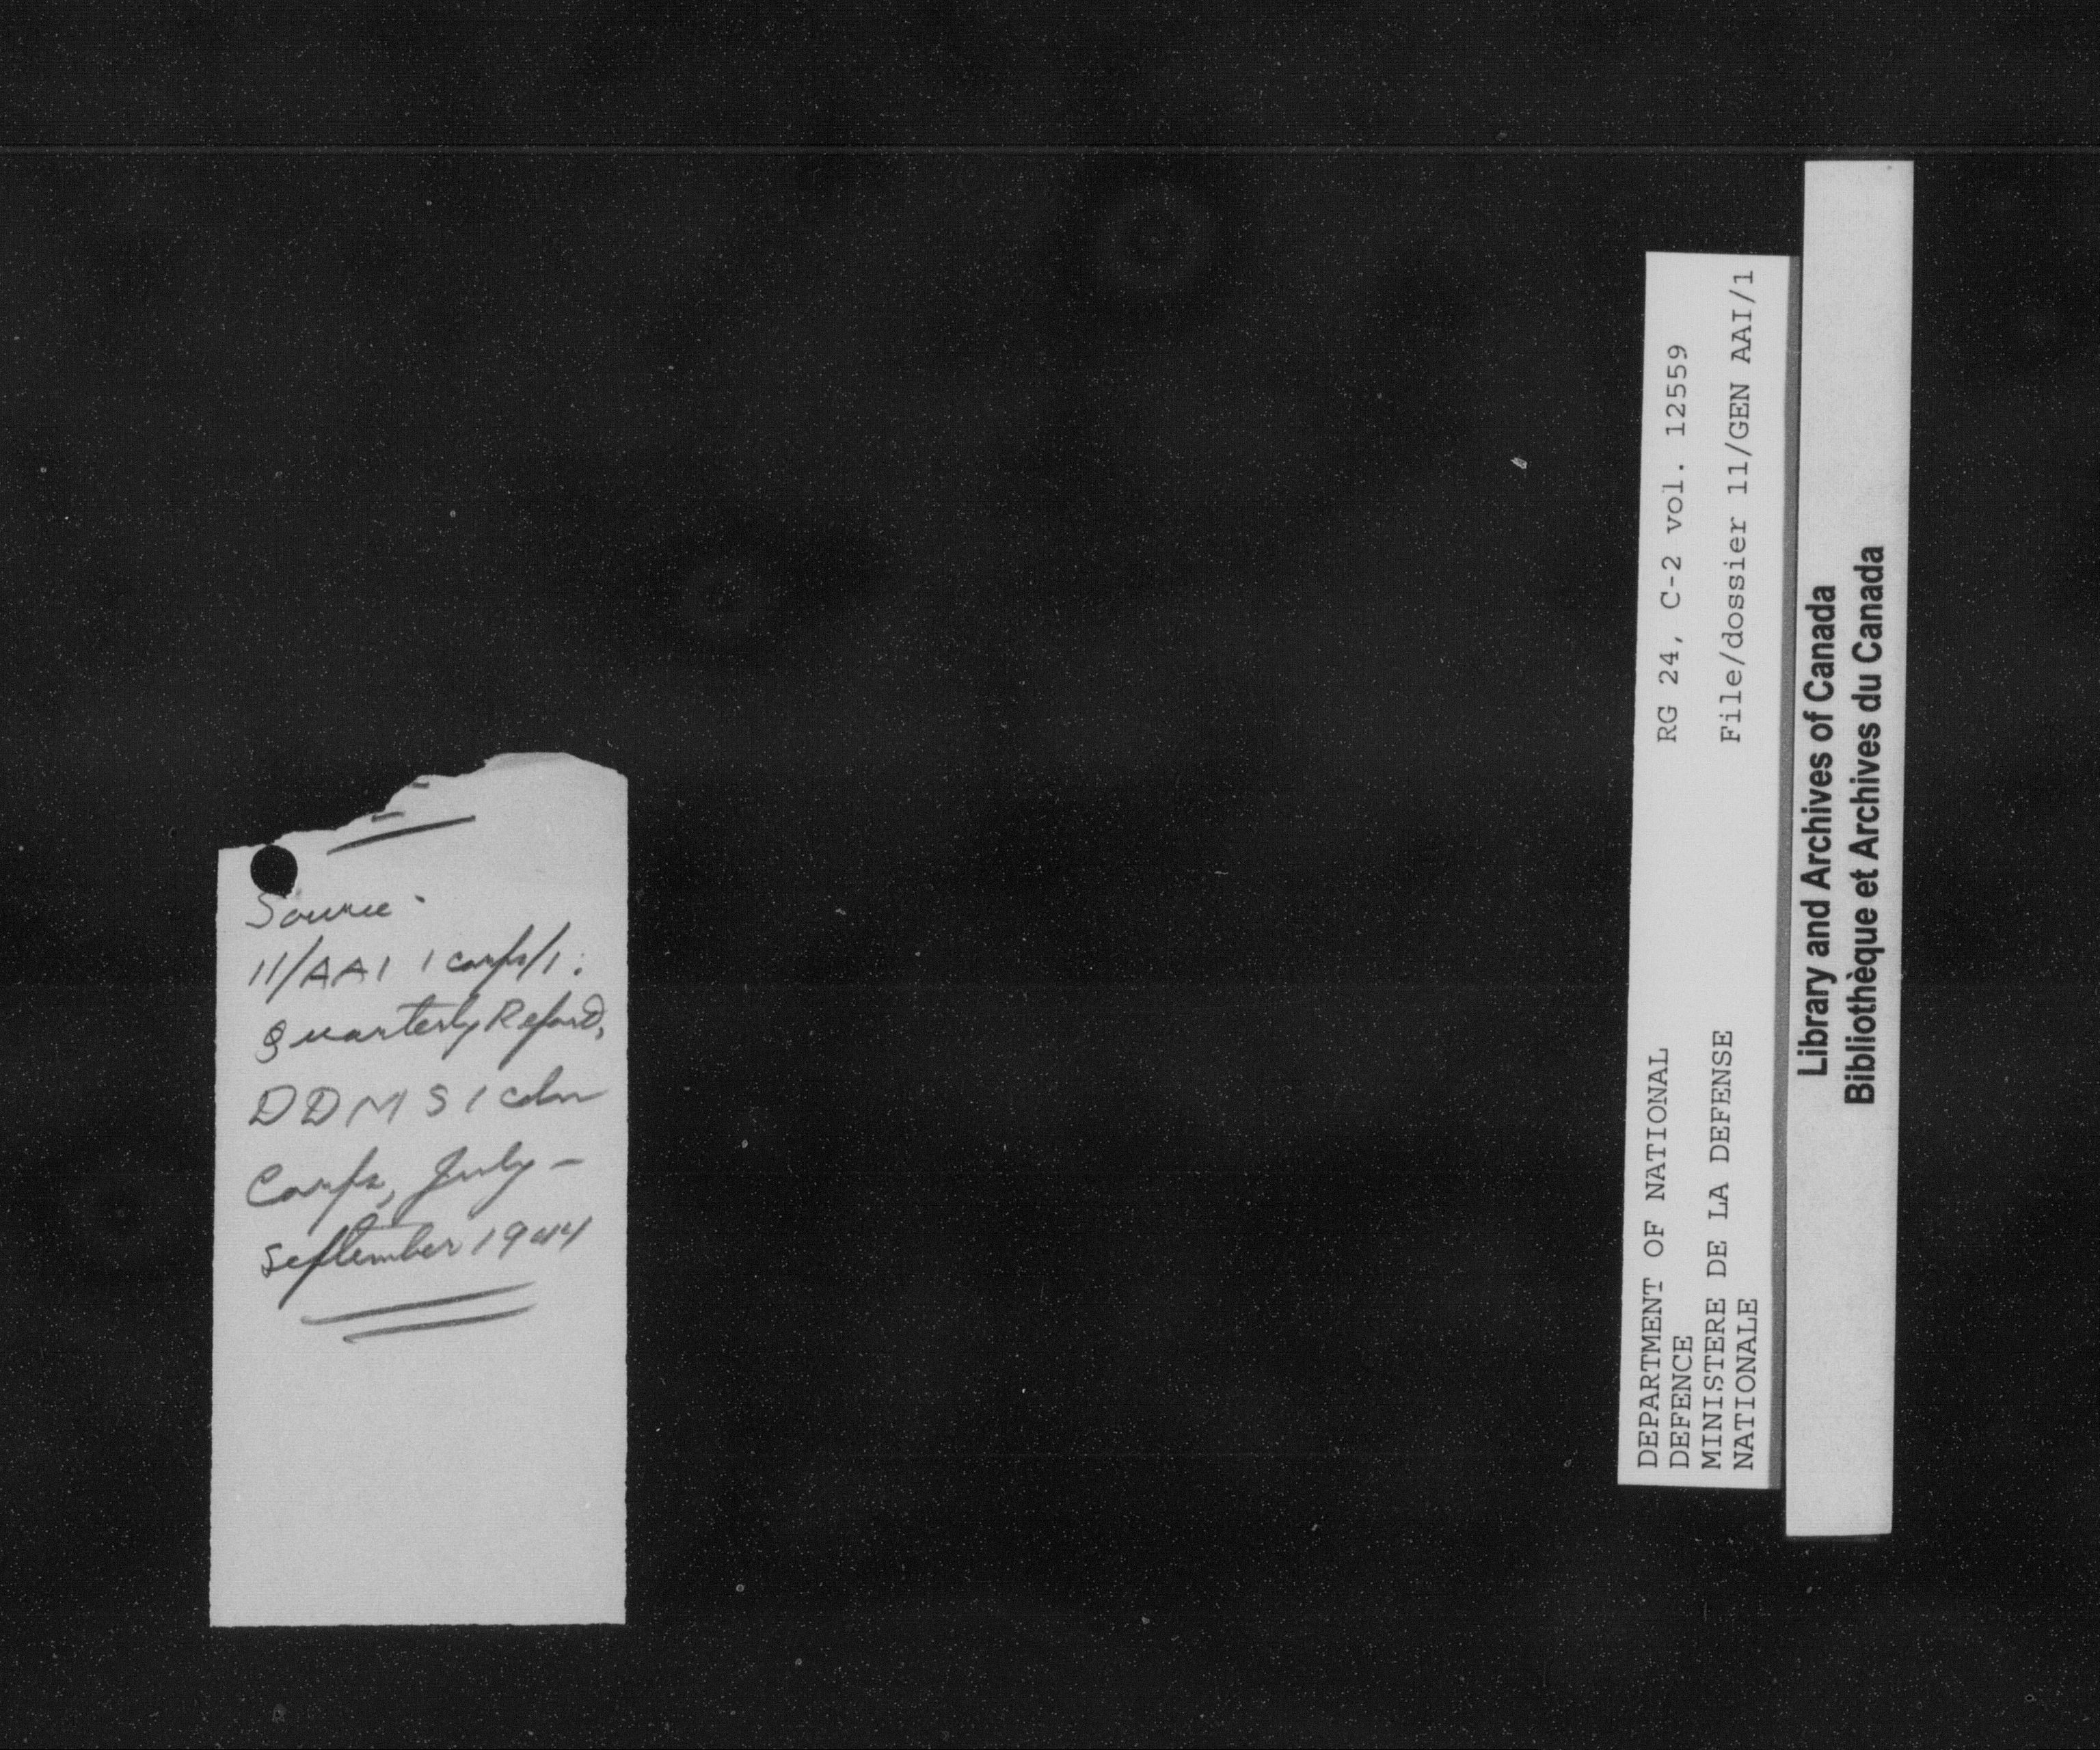 Source -
11/AAI 1 Corps/1.
Quarterly Report,
DDMS 1 Cdn
Corps, July -
September 1944
DEPARTMENT OF NATIONAL
DEFENCE
MINISTERE DE LA DEFENSE
NATIONALE
RG 24, C-2 vol. 12559
File/dossier 11/GEN AAI/1
Library and Archives of Canada
Bibliothèque et Archives du Canada